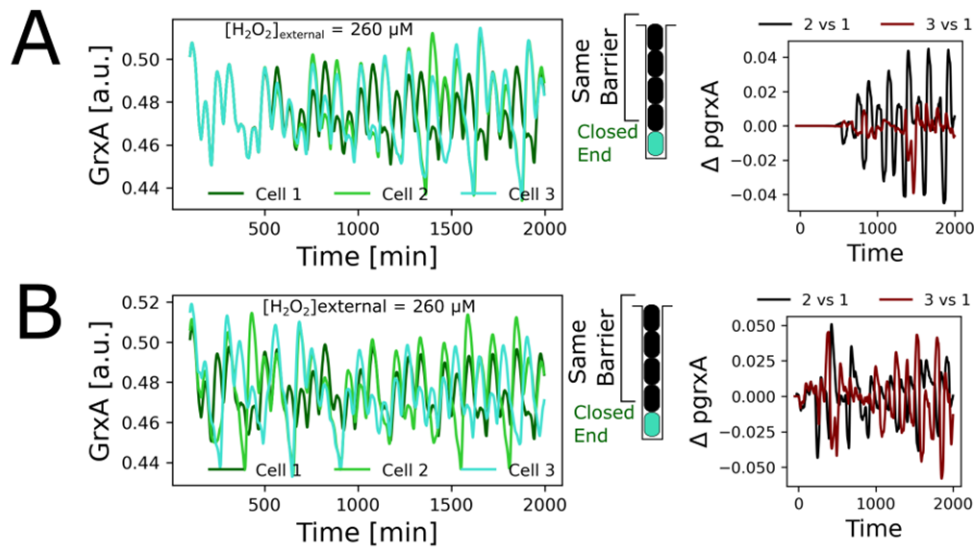 A
[H₂O₂]external = 260 μM
GrxA [a.u.]
0.50
0.48
0.46
0.44
Cell 1
Cell 2
Cell 3
500
1000
1500
2000
Time [min]
Same
Barrier
Closed
End
2 vs 1
3 vs 1
Δ pgrxA
0.04
0.02
0.00
−0.02
−0.04
0
1000
2000
Time
B
[H₂O₂]external = 260 μM
GrxA [a.u.]
0.52
0.50
0.48
0.46
0.44
Cell 1
Cell 2
Cell 3
500
1000
1500
2000
Time [min]
Same
Barrier
Closed
End
2 vs 1
3 vs 1
Δ pgrxA
0.050
0.025
0.000
−0.025
−0.050
0
1000
2000
Time